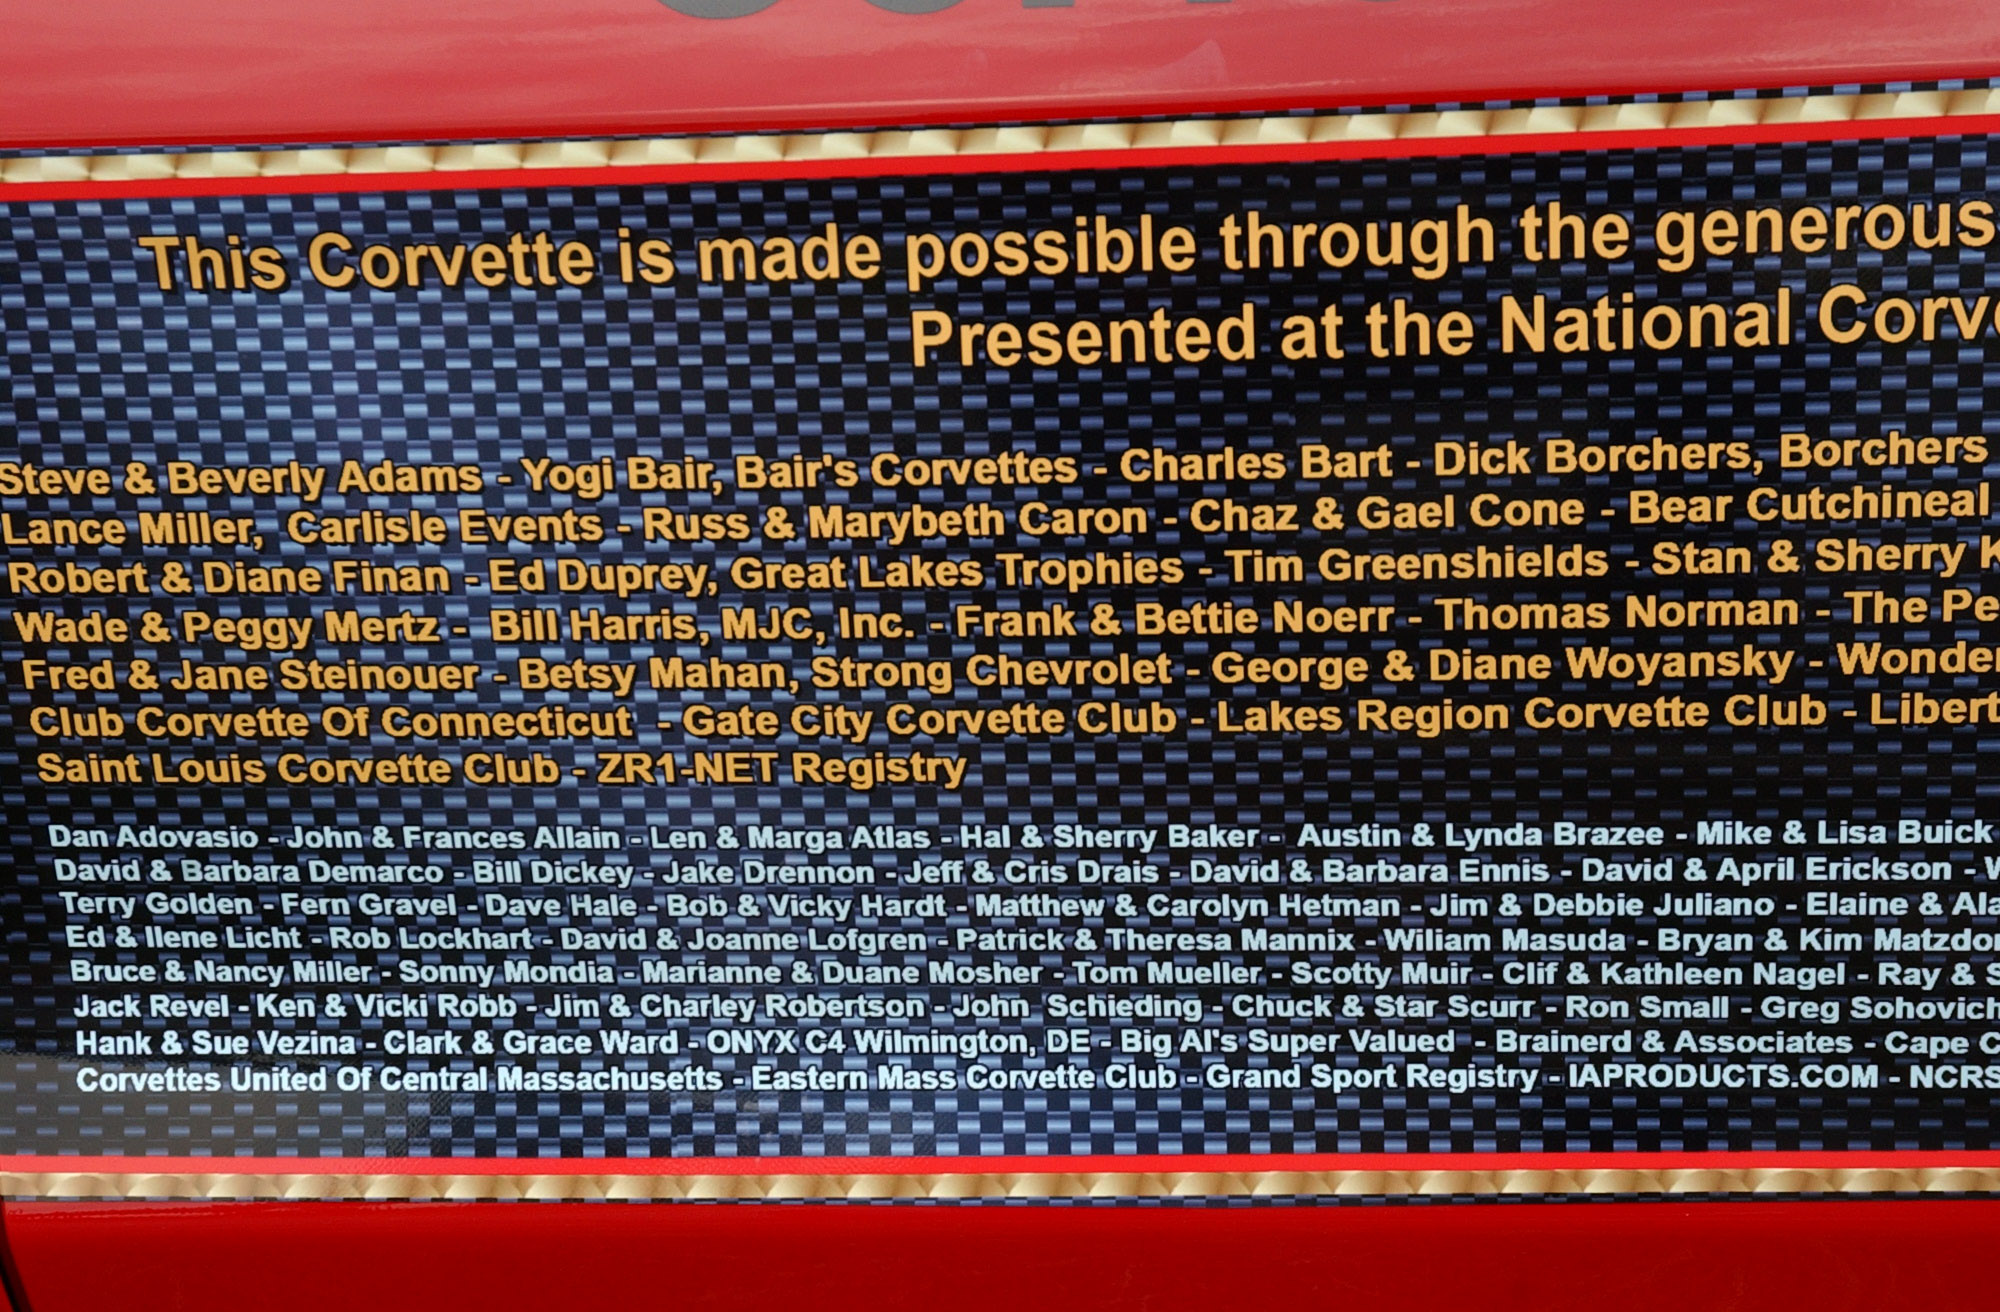 This Corvette is made possible through the generous
Presented at the National Corv
Steve & Beverly Adams - Yogi Bair, Bair's Corvettes - Charles Bart - Dick Borchers, Borchers
Lance Miller, Carlisle Events - Russ & Marybeth Caron - Chaz & Gael Cone - Bear Cutchineal
Robert & Diane Finan - Ed Duprey, Great Lakes Trophies - Tim Greenshields - Stan & Sherry K
Wade & Peggy Mertz - Bill Harris, MJC, Inc. - Frank & Bettie Noerr - Thomas Norman - The Pe
Fred & Jane Steinouer - Betsy Mahan, Strong Chevrolet - George & Diane Woyansky - Wonder
Club Corvette Of Connecticut - Gate City Corvette Club - Lakes Region Corvette Club - Libert
Saint Louis Corvette Club - ZR1-NET Registry
Dan Adovasio - John & Frances Allain - Len & Marga Atlas - Hal & Sherry Baker - Austin & Lynda Brazee - Mike & Lisa Buick
David & Barbara Demarco - Bill Dickey - Jake Drennon - Jeff & Cris Drais - David & Barbara Ennis - David & April Erickson - W
Terry Golden - Fern Gravel - Dave Hale - Bob & Vicky Hardt - Matthew & Carolyn Hetman - Jim & Debbie Juliano - Elaine & Ala
Ed & Ilene Licht - Rob Lockhart - David & Joanne Lofgren - Patrick & Theresa Mannix - Wiliam Masuda - Bryan & Kim Matzdor
Bruce & Nancy Miller - Sonny Mondia - Marianne & Duane Mosher - Tom Mueller - Scotty Muir - Clif & Kathleen Nagel - Ray & S
Jack Revel - Ken & Vicki Robb - Jim & Charley Robertson - John Schieding - Chuck & Star Scurr - Ron Small - Greg Sohovich
Hank & Sue Vezina - Clark & Grace Ward - ONYX C4 Wilmington, DE - Big Al's Super Valued - Brainerd & Associates - Cape C
Corvettes United Of Central Massachusetts - Eastern Mass Corvette Club - Grand Sport Registry - IAPRODUCTS.COM - NCRS